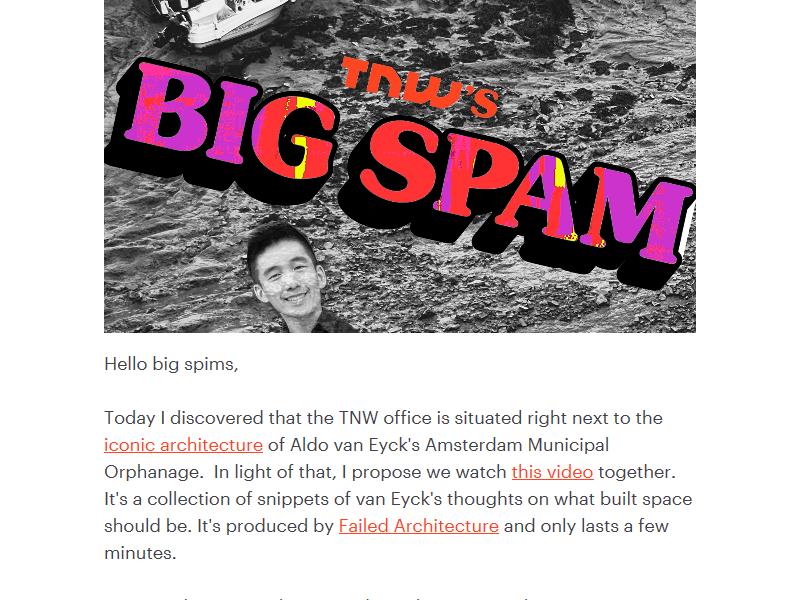 TNW's
BIG SPAM
Hello big spims,
Today I discovered that the TNW office is situated right next to the
iconic architecture of Aldo van Eyck's Amsterdam Municipal
Orphanage.  In light of that, I propose we watch this video together.
It's a collection of snippets of van Eyck's thoughts on what built space
should be. It's produced by Failed Architecture and only lasts a few
minutes.